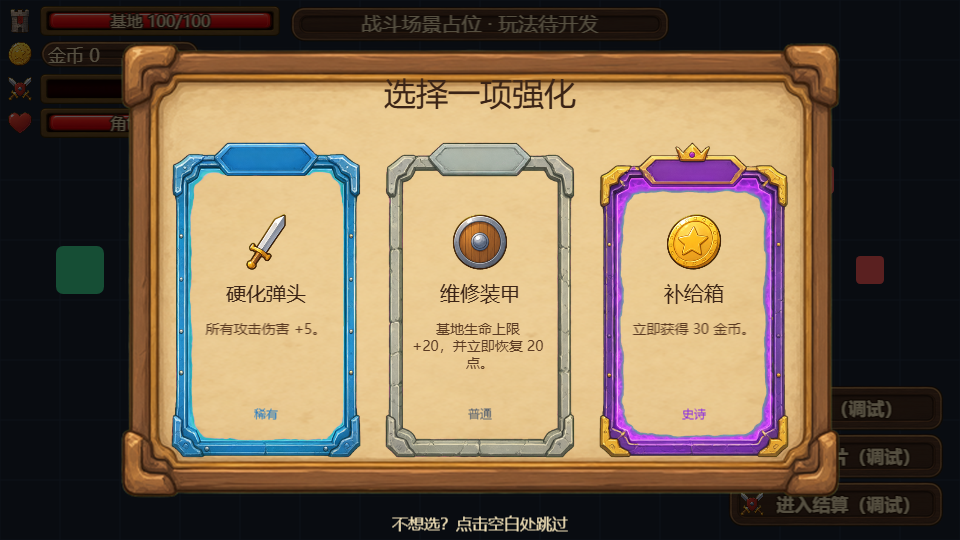 基地 100/100
战斗场景占位 · 玩法待开发
金币 0
角
选择一项强化
硬化弹头
所有攻击伤害 +5。
稀有
维修装甲
基地生命上限
+20，并立即恢复 20
点。
普通
补给箱
立即获得 30 金币。
史诗
（调试）
片（调试）
进入结算（调试）
不想选？点击空白处跳过